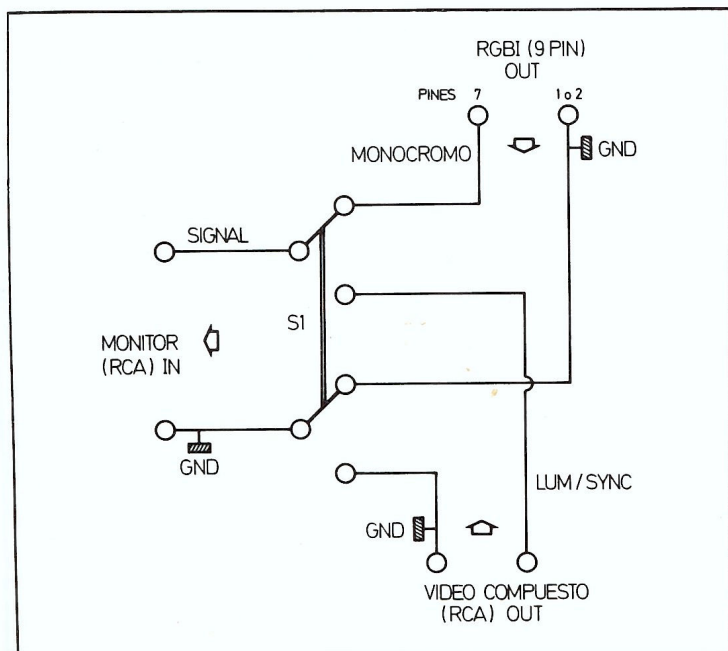 RGBI (9 PIN)
OUT
PINES 7 1 o 2
MONOCROMO
GND
SIGNAL
S1
MONITOR
(RCA) IN
GND
LUM/SYNC
GND
VIDEO COMPUESTO
(RCA) OUT